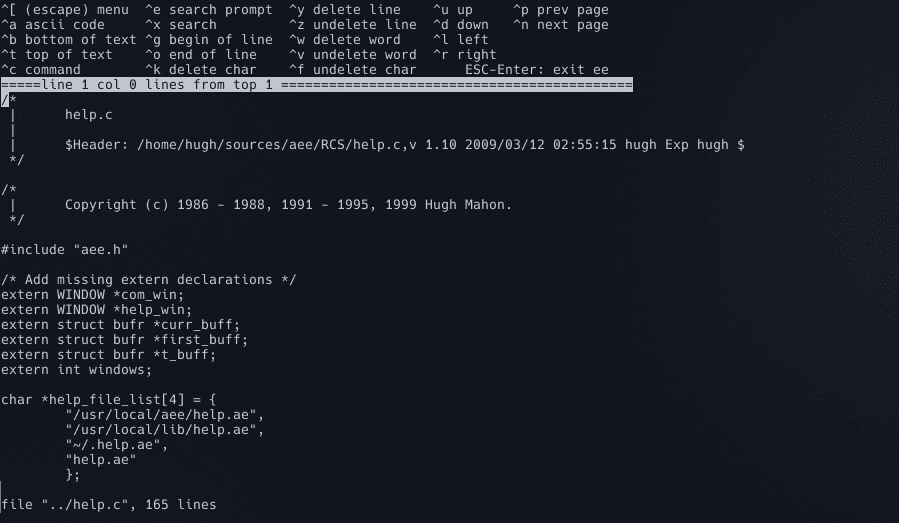 ^[ (escape) menu  ^e search prompt  ^y delete line    ^u up     ^p prev page
^a ascii code     ^x search         ^z undelete line  ^d down   ^n next page
^b bottom of text ^g begin of line  ^w delete word    ^l left
^t top of text    ^o end of line    ^v undelete word  ^r right
^c command        ^k delete char    ^f undelete char      ESC-Enter: exit ee
=====line 1 col 0 lines from top 1 ============================================
/*
 |      help.c
 |
 |      $Header: /home/hugh/sources/aee/RCS/help.c,v 1.10 2009/03/12 02:55:15 hugh Exp hugh $
 */

/*
 |      Copyright (c) 1986 - 1988, 1991 - 1995, 1999 Hugh Mahon.
 */

#include "aee.h"

/* Add missing extern declarations */
extern WINDOW *com_win;
extern WINDOW *help_win;
extern struct bufr *curr_buff;
extern struct bufr *first_buff;
extern struct bufr *t_buff;
extern int windows;

char *help_file_list[4] = {
        "/usr/local/aee/help.ae",
        "/usr/local/lib/help.ae",
        "~/.help.ae",
        "help.ae"
        };

file "../help.c", 165 lines